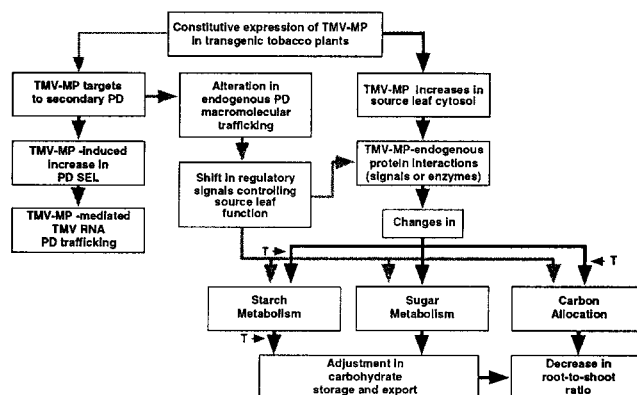 Constitutive expression of TMV-MP
in transgenic tobacco plants
TMV-MP targets
to secondary PD
Alteration in
endogenous PD
macromolecular
trafficking
TMV-MP increases in
source leaf cytosol
TMV-MP -induced
increase in
PD SEL
Shift in regulatory
signals controlling
source leaf
function
TMV-MP-endogenous
protein interactions
(signals or enzymes)
TMV-MP -mediated
TMV RNA
PD trafficking
Changes in
T
T
Starch
Metabolism
Sugar
Metabolism
Carbon
Allocation
T
Adjustment in
carbohydrate
storage and export
Decrease in
root-to-shoot
ratio